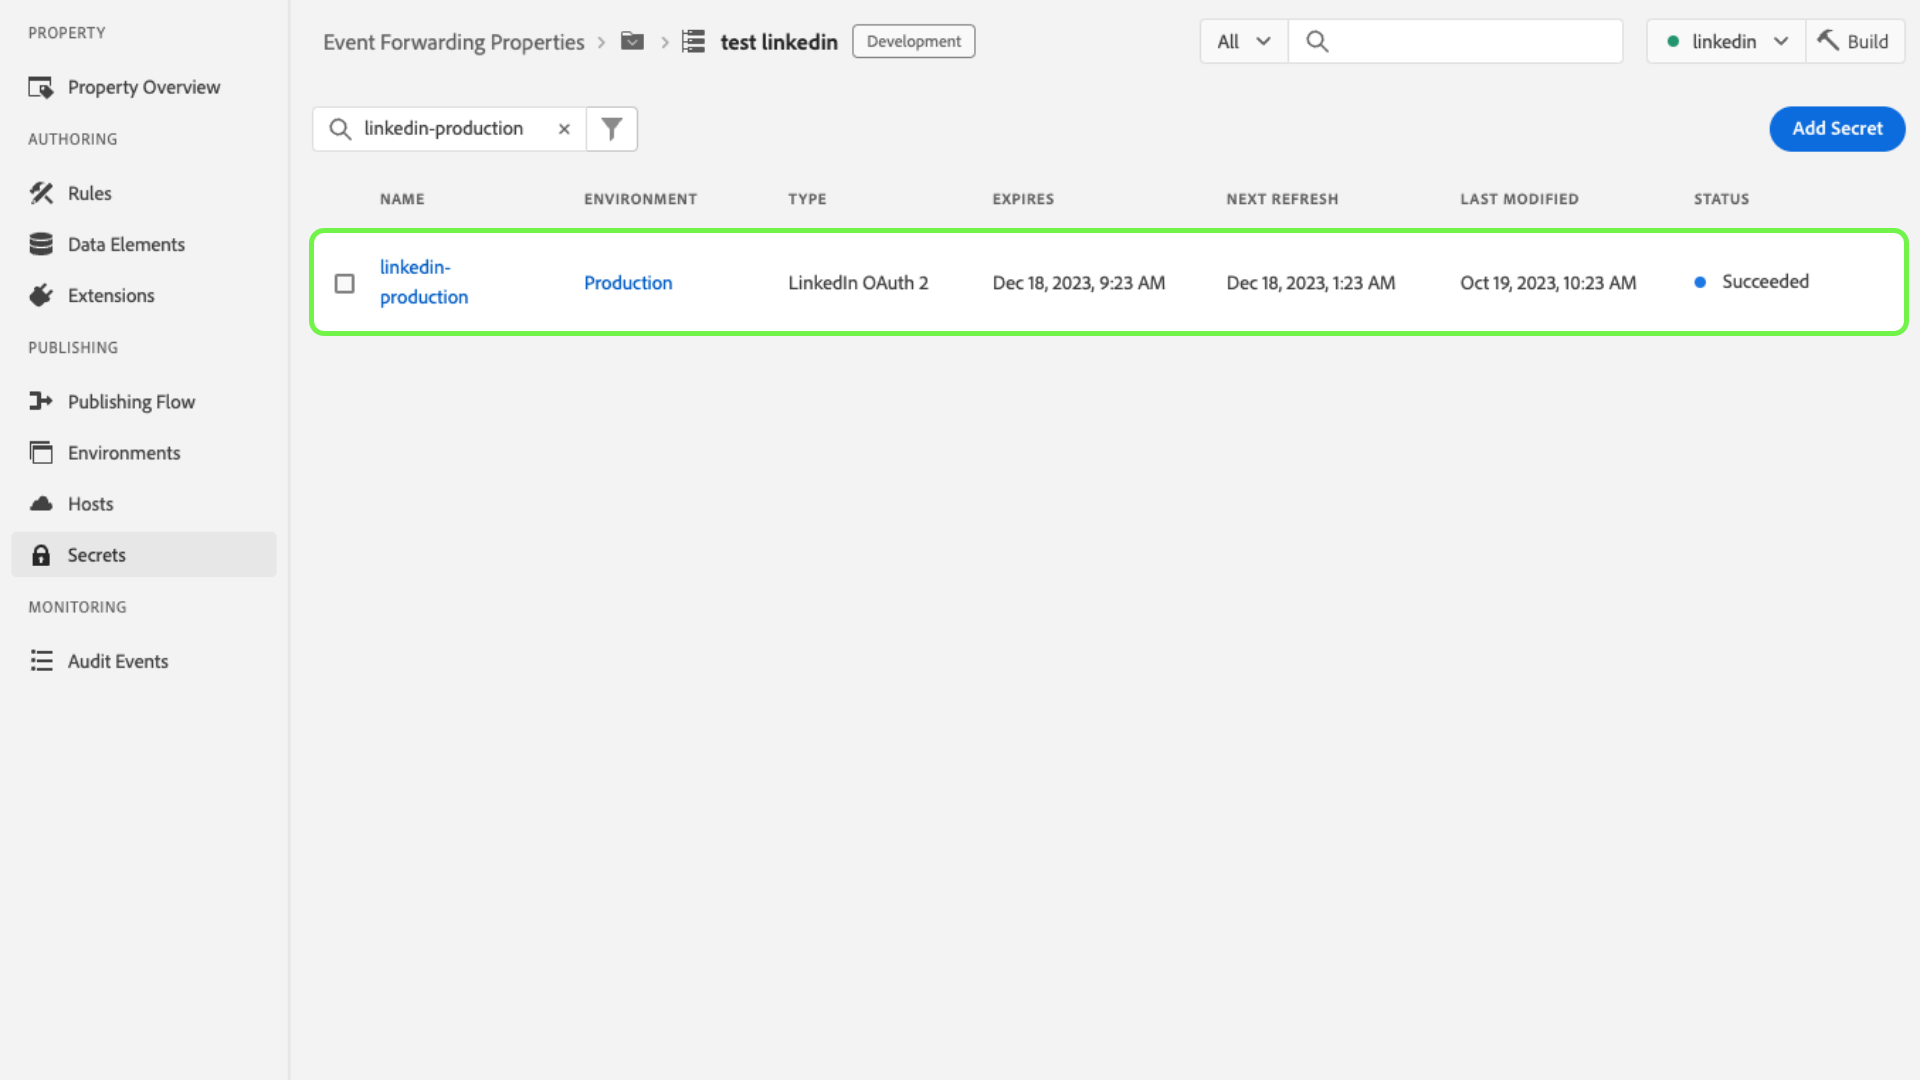 PROPERTY
Property Overview
AUTHORING
Rules
Data Elements
Extensions
PUBLISHING
Publishing Flow
Environments
Hosts
Secrets
MONITORING
Audit Events
Event Forwarding Properties
test linkedin
Development
All
linkedin
Build
linkedin-production
Add Secret
NAME ENVIRONMENT TYPE EXPIRES NEXT REFRESH LAST MODIFIED STATUS
linkedin-
production
Production
LinkedIn OAuth 2
Dec 18, 2023, 9:23 AM
Dec 18, 2023, 1:23 AM
Oct 19, 2023, 10:23 AM
Succeeded